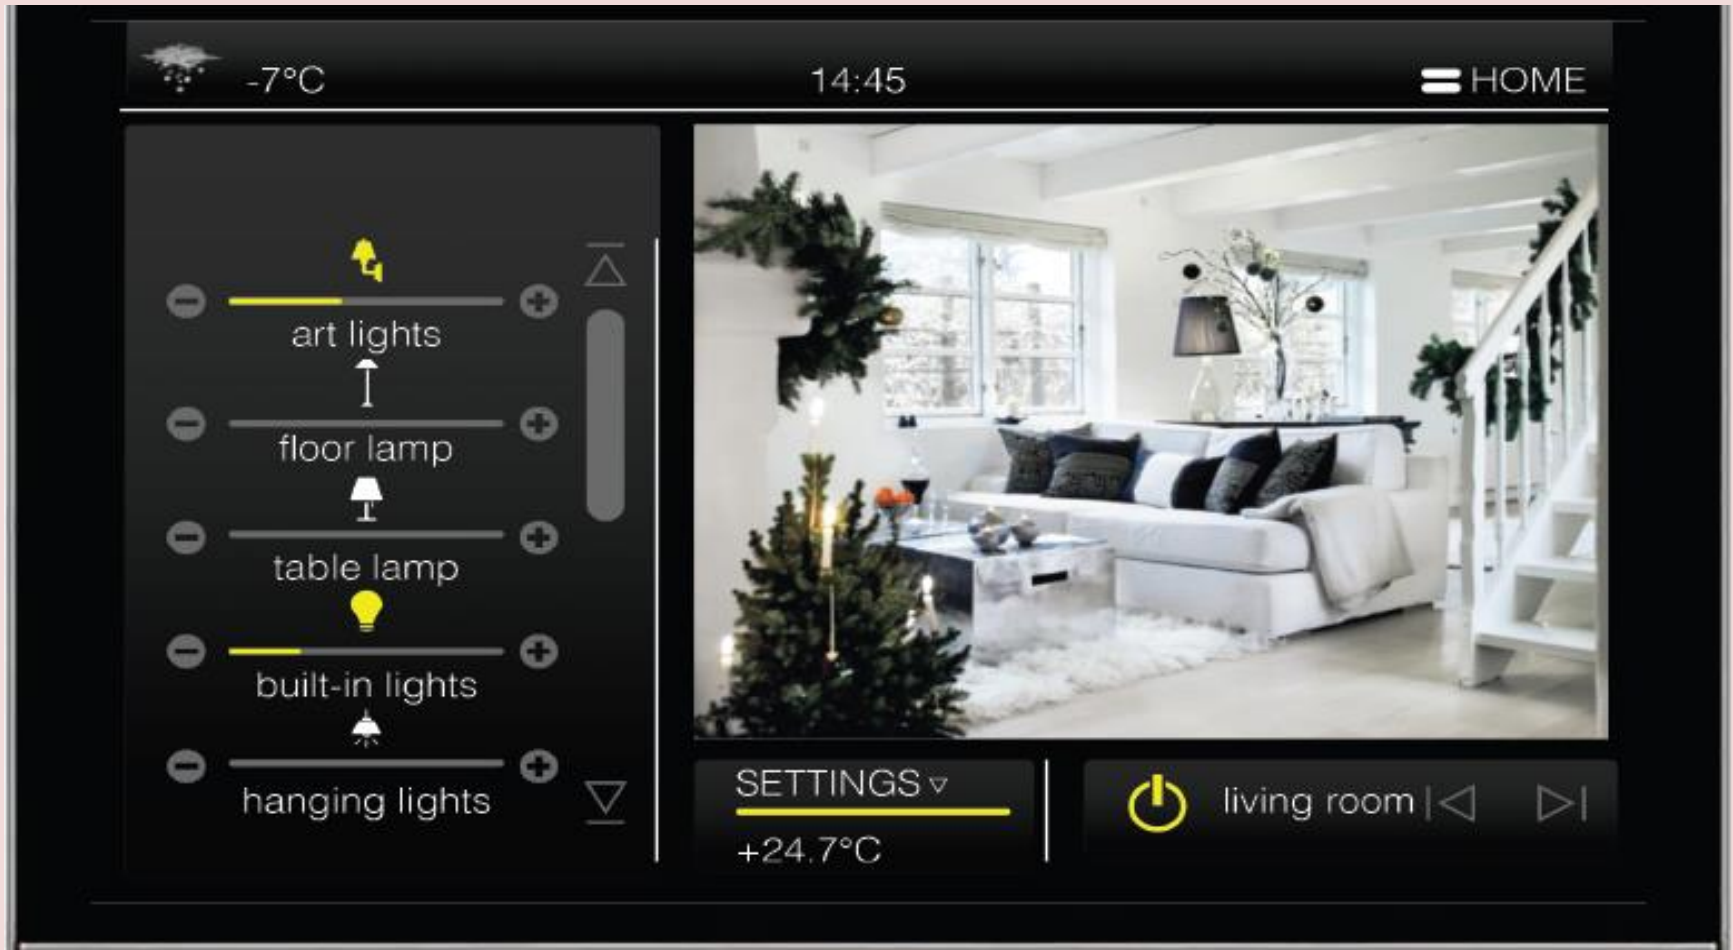 -7°C
14:45
HOME
art lights
floor lamp
table lamp
built-in lights
hanging lights
SETTINGS
+24.7°C
living room